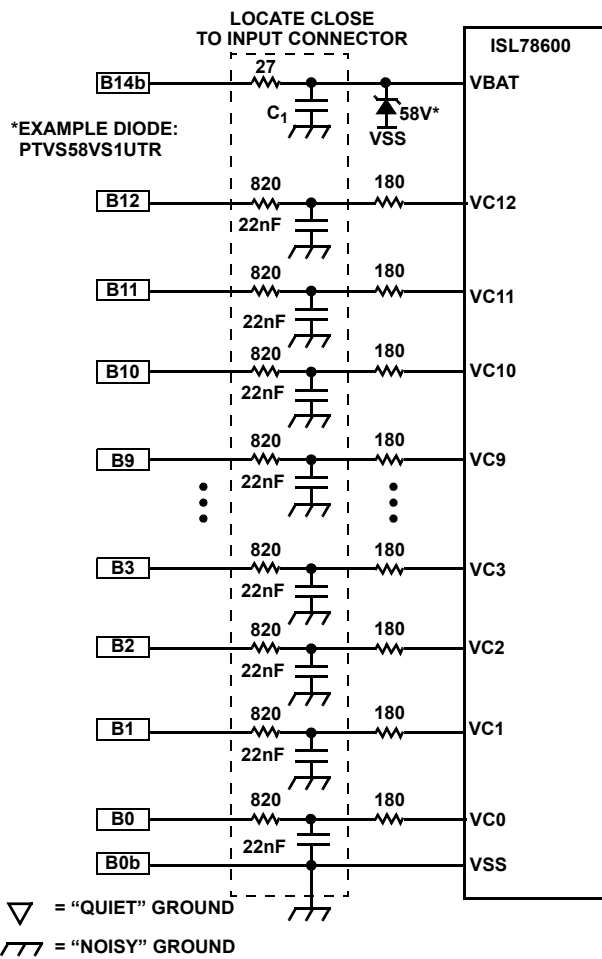 LOCATE CLOSE
TO INPUT CONNECTOR
ISL78600
B14b
27
VBAT
C1
58V*
VSS
*EXAMPLE DIODE:
PTVS58VS1UTR
B12
820
180
VC12
22nF
B11
820
180
VC11
22nF
B10
820
180
VC10
22nF
B9
820
180
VC9
22nF
B3
820
180
VC3
22nF
B2
820
180
VC2
22nF
B1
820
180
VC1
22nF
B0
820
180
VC0
22nF
B0b
VSS
= “QUIET” GROUND
= “NOISY” GROUND